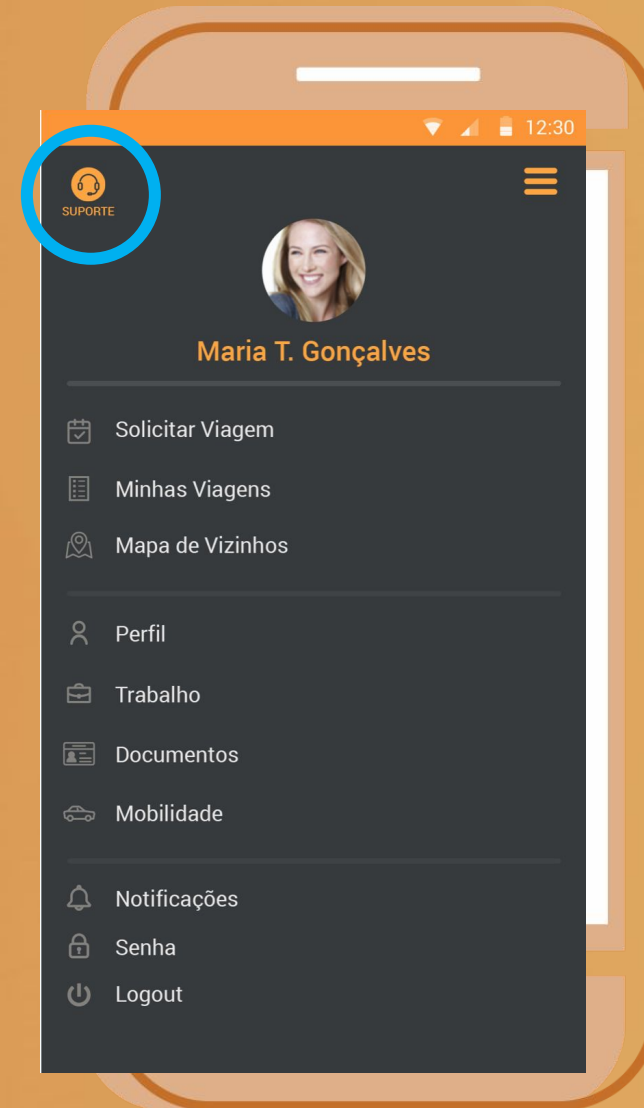 12:30
SUPORTE
Maria T. Gonçalves
Solicitar Viagem
Minhas Viagens
Mapa de Vizinhos
Perfil
Trabalho
Documentos
Mobilidade
Notificações
Senha
Logout